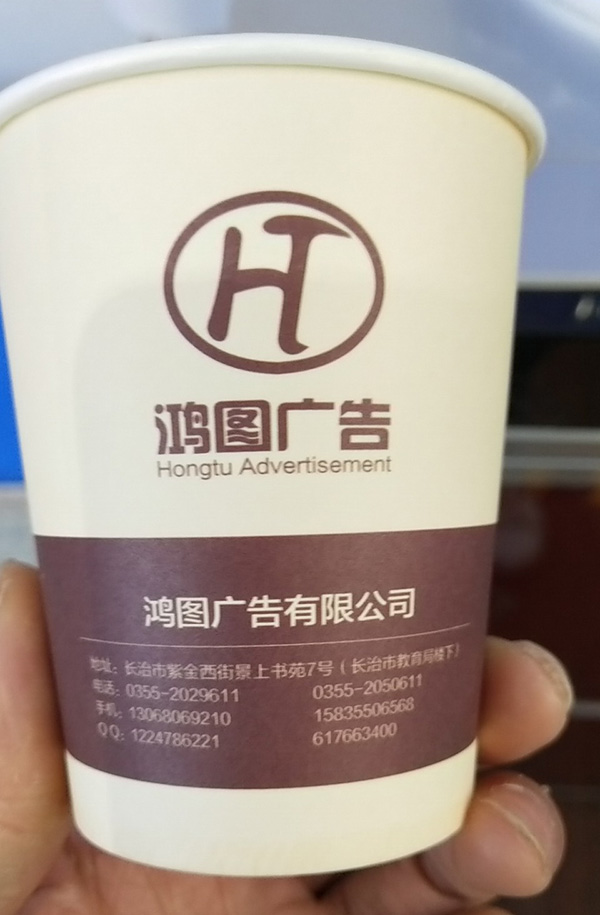 HT
鸿图广告
Hongtu Advertisement
鸿图广告有限公司
地址：长治市紫金西街景上书苑7号（长治市教育局楼下）
电话：0355-2029611 0355-2050611
手机：13068069210 15835506568
QQ：1224786221 617663400